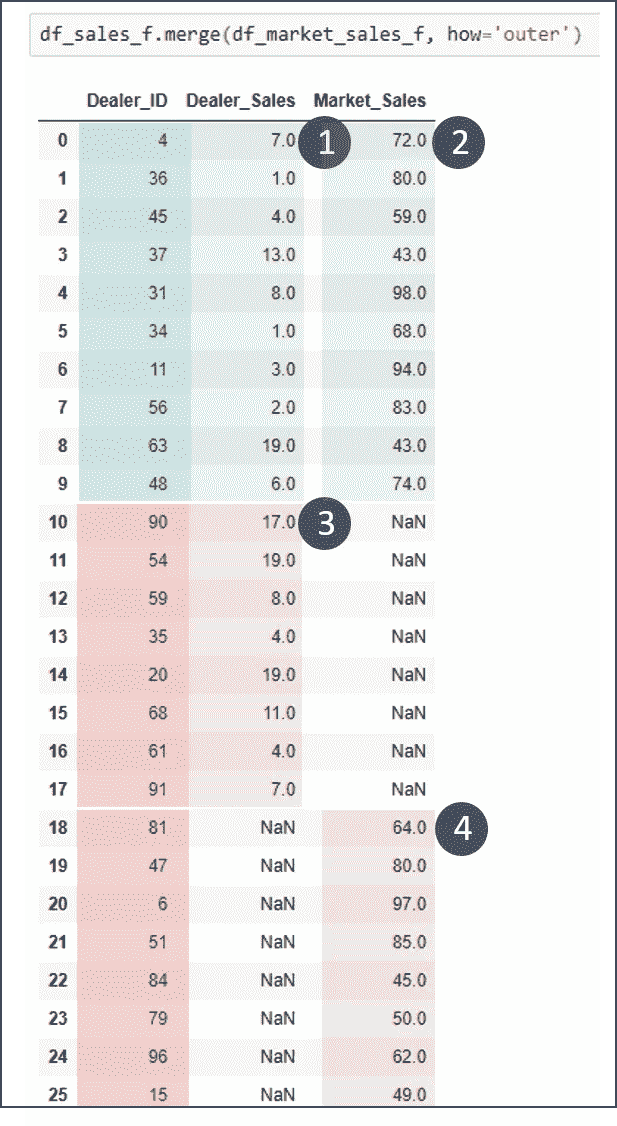 df_sales_f.merge(df_market_sales_f, how='outer')
Dealer_ID Dealer_Sales Market_Sales
0 4 7.0 1 72.0 2
1 36 1.0 80.0
2 45 4.0 59.0
3 37 13.0 43.0
4 31 8.0 98.0
5 34 1.0 68.0
6 11 3.0 94.0
7 56 2.0 83.0
8 63 19.0 43.0
9 48 6.0 74.0
10 90 17.0 3 NaN
11 54 19.0 NaN
12 59 8.0 NaN
13 35 4.0 NaN
14 20 19.0 NaN
15 68 11.0 NaN
16 61 4.0 NaN
17 91 7.0 NaN
18 81 NaN 64.0 4
19 47 NaN 80.0
20 6 NaN 97.0
21 51 NaN 85.0
22 84 NaN 45.0
23 79 NaN 50.0
24 96 NaN 62.0
25 15 NaN 49.0